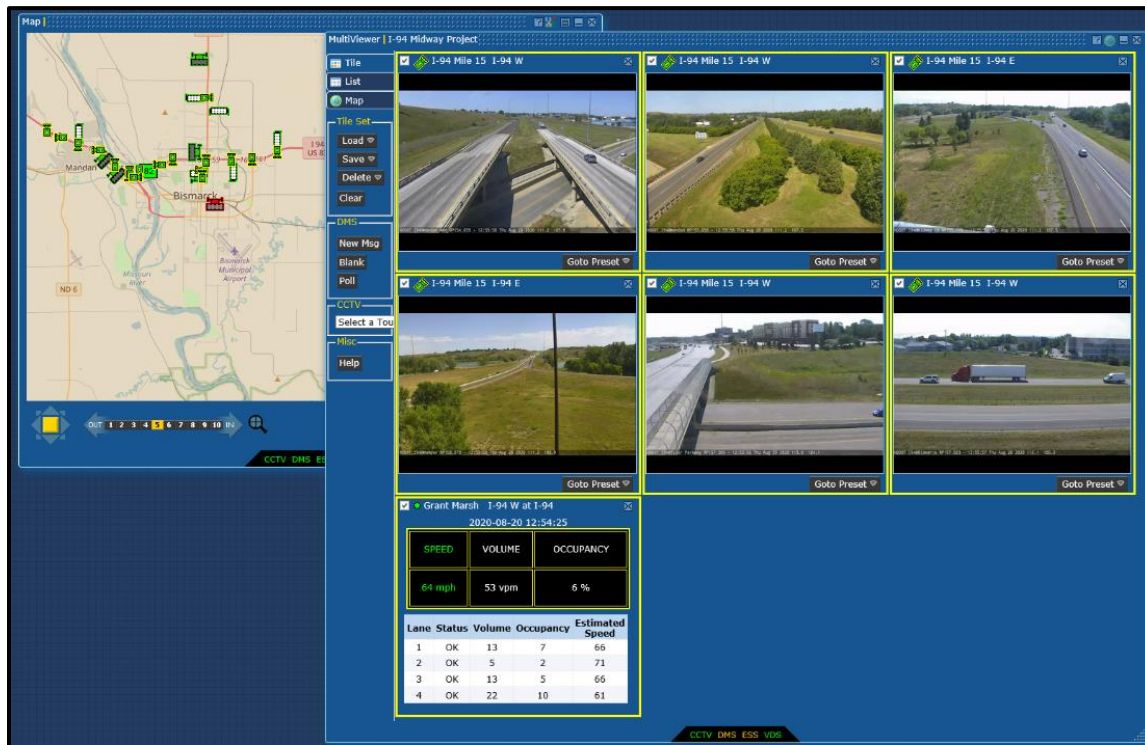 Map
Mandan
Bismarck
I 94
US 83
Bismarck
Municipal
Airport
Missouri
River
ND 6
OUT 1 2 3 4 5 6 7 8 9 10 IN
CCTV DMS ES
MultiViewer | I-94 Midway Project
Tile
List
Map
Tile Set
Load
Save
Delete
Clear
DMS
New Msg
Blank
Poll
CCTV
Select a Tou
Misc
Help
I-94 Mile 15 I-94 W
Goto Preset
I-94 Mile 15 I-94 W
Goto Preset
I-94 Mile 15 I-94 E
Goto Preset
I-94 Mile 15 I-94 E
Goto Preset
I-94 Mile 15 I-94 W
Goto Preset
I-94 Mile 15 I-94 W
Goto Preset
Grant Marsh I-94 W at I-94
2020-08-20 12:54:25
SPEED VOLUME OCCUPANCY
64 mph 53 vpm 6 %
Lane Status Volume Occupancy Estimated Speed
1 OK 13 7 66
2 OK 5 2 71
3 OK 13 5 66
4 OK 22 10 61
CCTV DMS ESS VDS